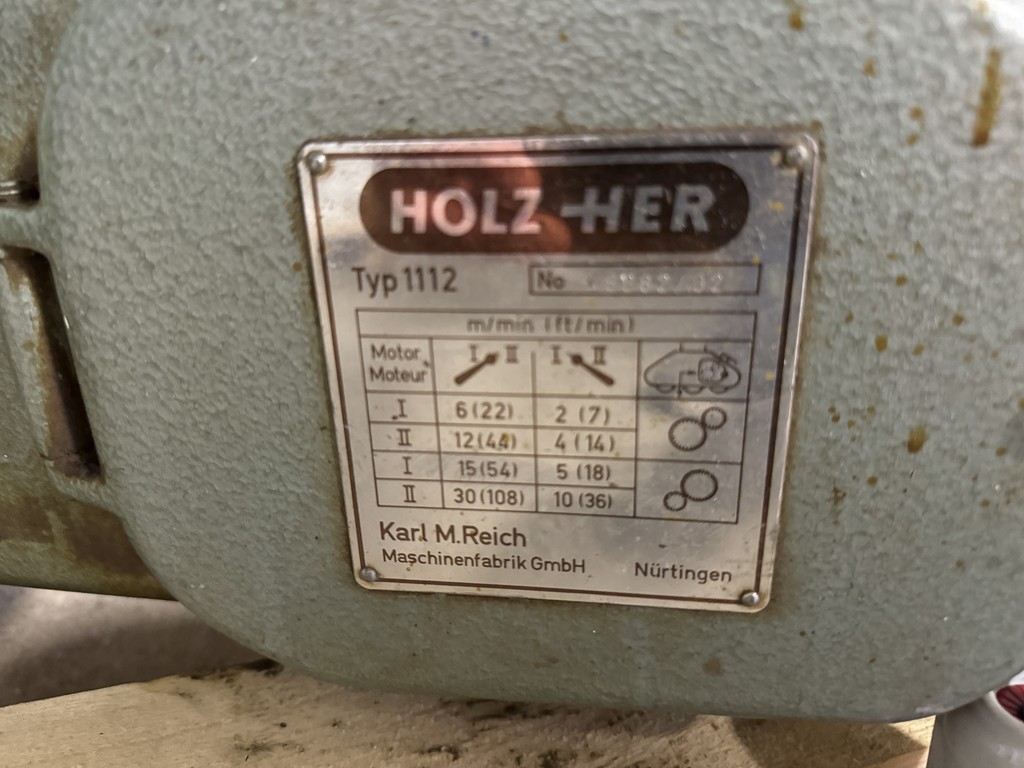 HOLZ-HER
Typ 1112 No
m/min (ft/min)
Motor I II I II
Moteur
I 6(22) 2 (7)
II 12(44) 4 (14)
I 15(54) 5 (18)
II 30(108) 10 (36)
Karl M.Reich
Maschinenfabrik GmbH Nürtingen